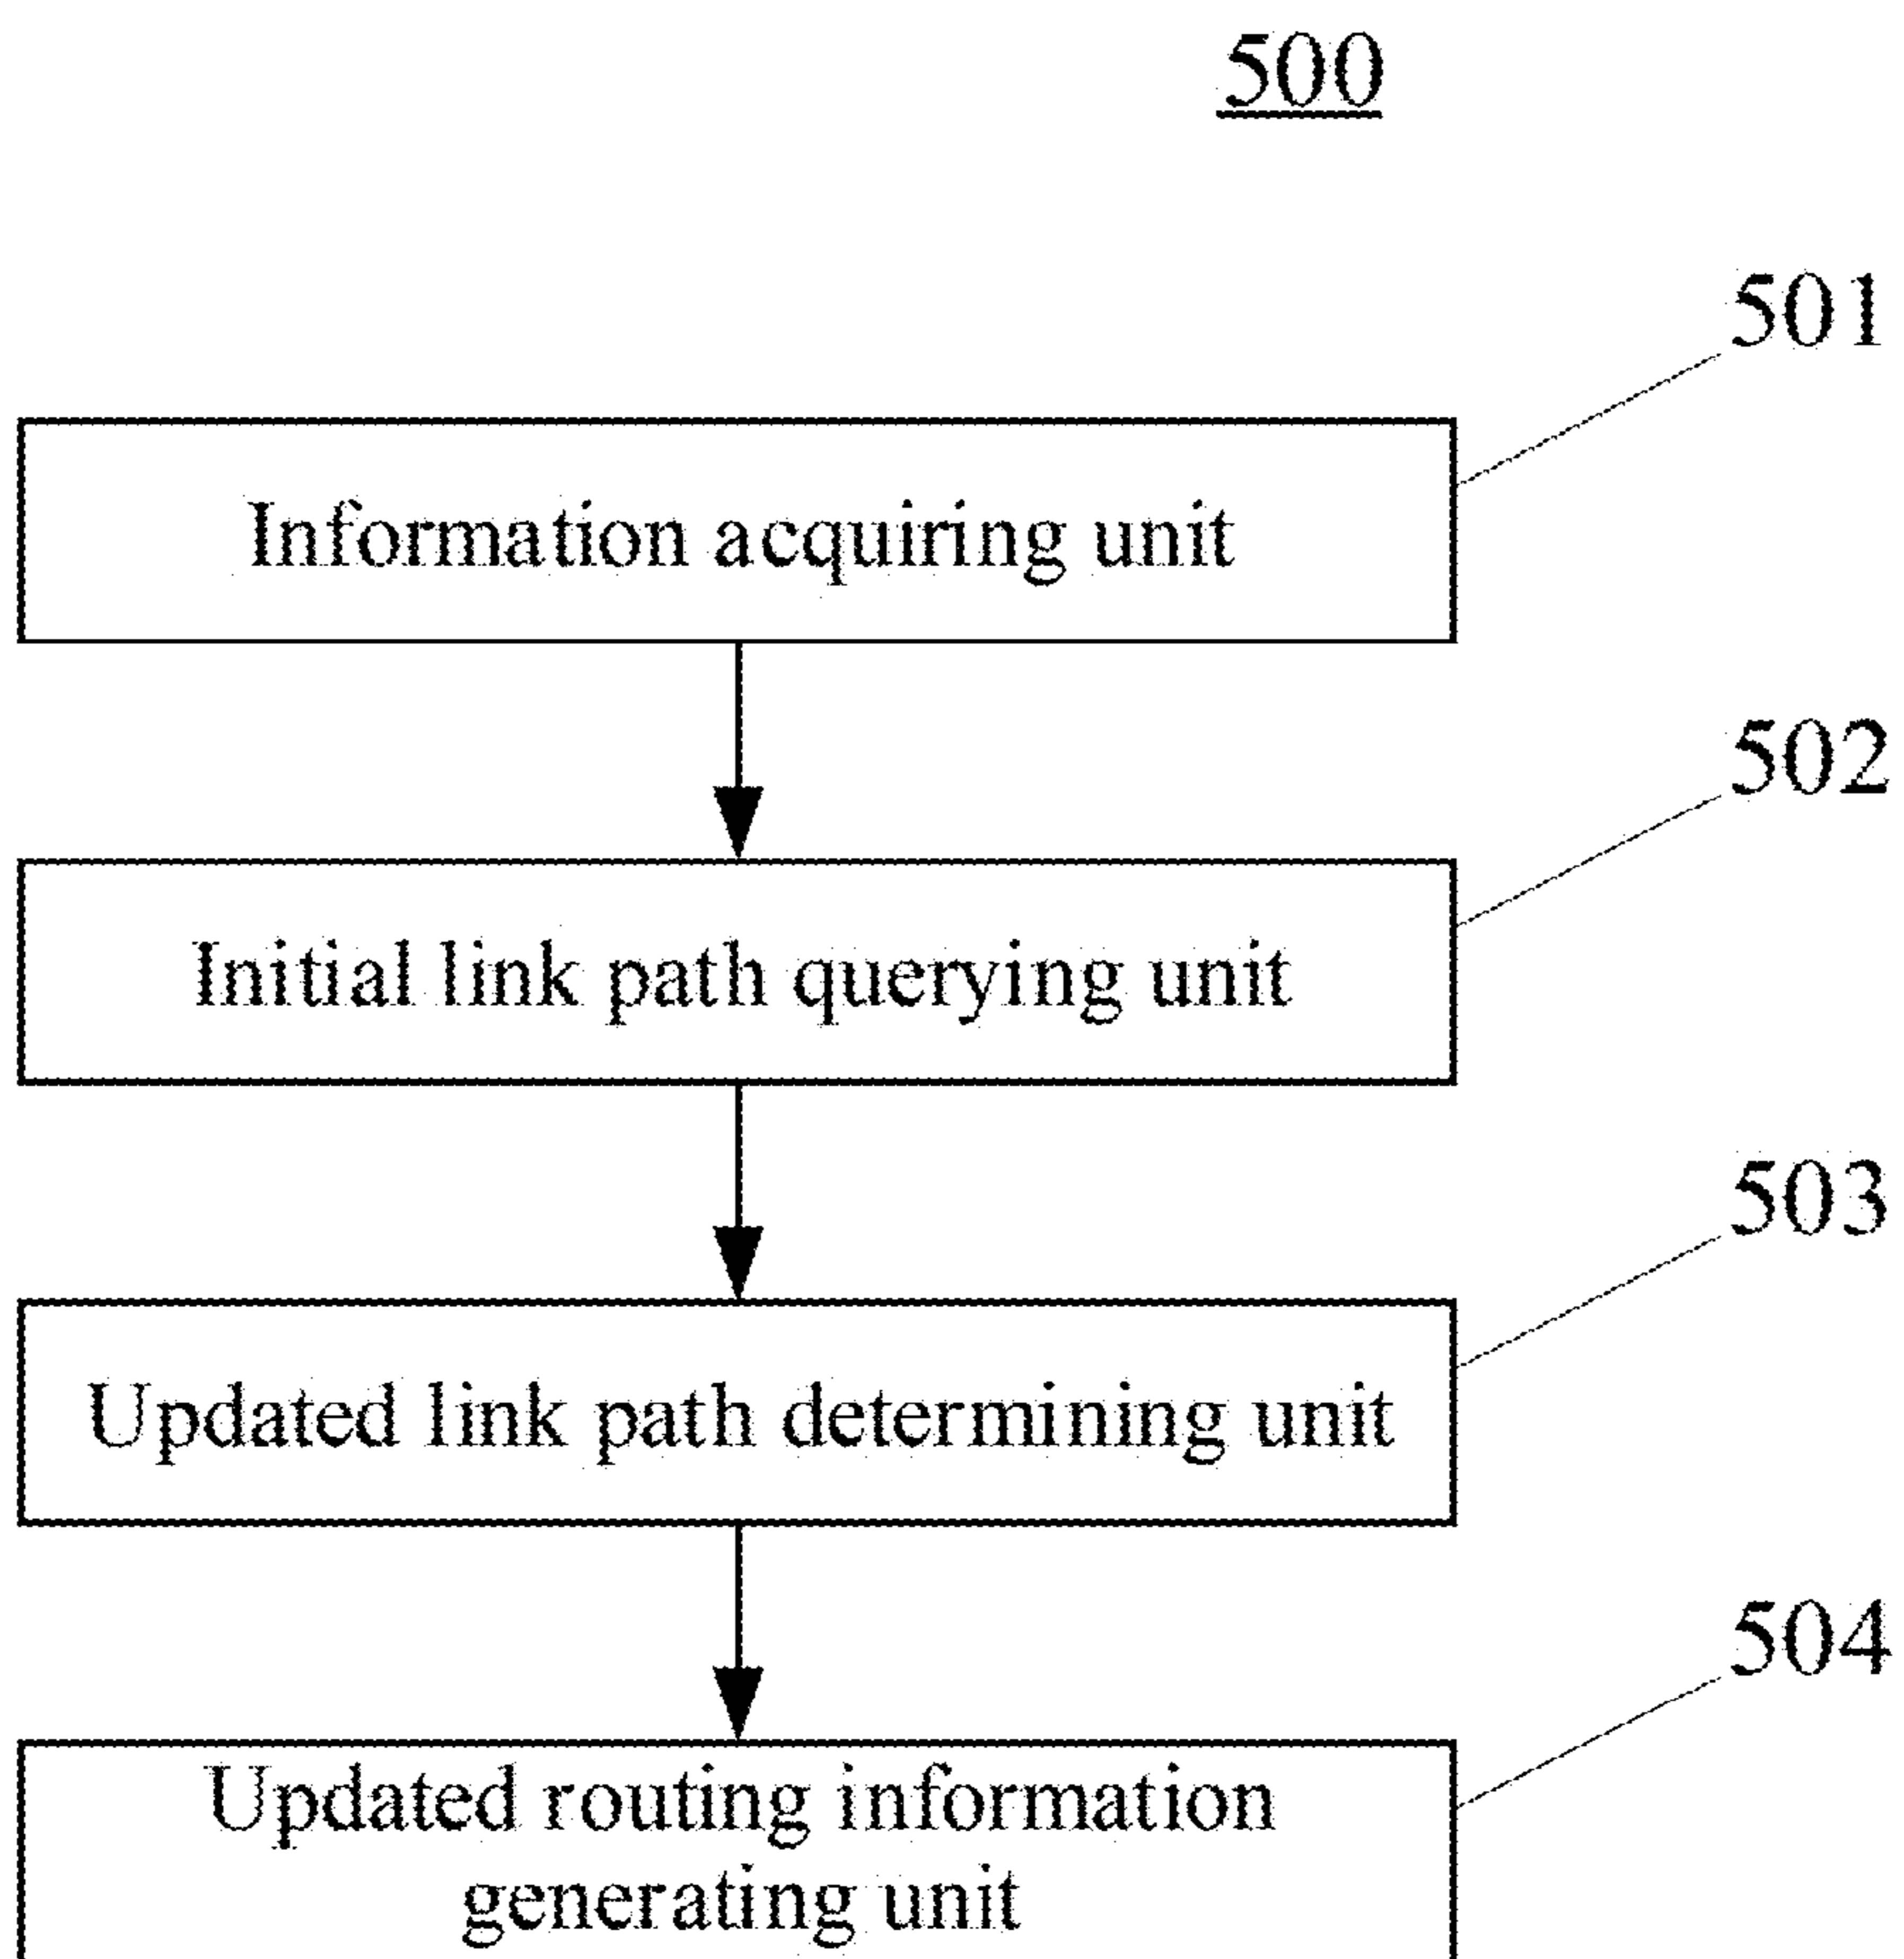 500
501
Information acquiring unit
502
Initial link path querying unit
503
Updated link path determining unit
504
Updated routing information
generating unit